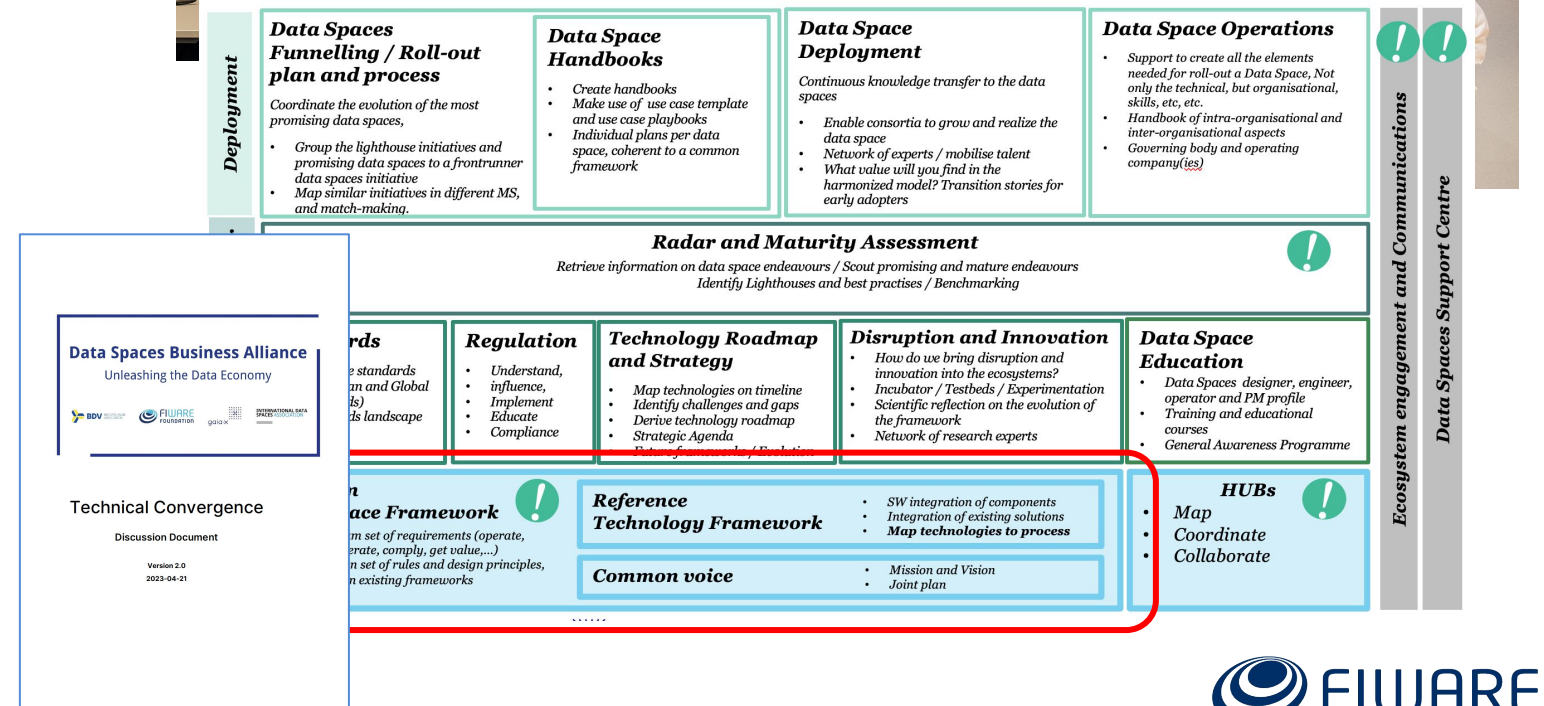 Deployment
Data Spaces
Funnelling / Roll-out
plan and process
Coordinate the evolution of the most
promising data spaces,
• Group the lighthouse initiatives and
promising data spaces to a frontrunner
data spaces initiative
• Map similar initiatives in different MS,
and match-making.
Data Space
Handbooks
• Create handbooks
• Make use of use case template
and use case playbooks
• Individual plans per data
space, coherent to a common
framework
Data Space
Deployment
Continuous knowledge transfer to the data
spaces
• Enable consortia to grow and realize the
data space
• Network of experts / mobilise talent
• What value will you find in the
harmonized model? Transition stories for
early adopters
Data Space Operations
• Support to create all the elements
needed for roll-out a Data Space, Not
only the technical, but organisational,
skills, etc, etc.
• Handbook of intra-organisational and
inter-organisational aspects
• Governing body and operating
company(ies)
Ecosystem engagement and Communications
Data Spaces Support Centre
Radar and Maturity Assessment
Retrieve information on data space endeavours / Scout promising and mature endeavours
Identify Lighthouses and best practises / Benchmarking
rds
e standards
an and Global
ds)
ds landscape
Regulation
• Understand,
• influence,
• Implement
• Educate
• Compliance
Technology Roadmap
and Strategy
• Map technologies on timeline
• Identify challenges and gaps
• Derive technology roadmap
• Strategic Agenda
• Future frameworks / Evolution
Disruption and Innovation
• How do we bring disruption and
innovation into the ecosystems?
• Incubator / Testbeds / Experimentation
• Scientific reflection on the evolution of
the framework
• Network of research experts
Data Space
Education
• Data Spaces designer, engineer,
operator and PM profile
• Training and educational
courses
• General Awareness Programme
n
ace Framework
m set of requirements (operate,
erate, comply, get value,...)
n set of rules and design principles,
n existing frameworks
Reference
Technology Framework
• SW integration of components
• Integration of existing solutions
• Map technologies to process
Common voice
• Mission and Vision
• Joint plan
HUBs
• Map
• Coordinate
• Collaborate
Data Spaces Business Alliance
Unleashing the Data Economy
BDV
FIWARE
FOUNDATION
gaia-x
INTERNATIONAL DATA
SPACES ASSOCIATION
Technical Convergence
Discussion Document
Version 2.0
2023-04-21
FIWARE